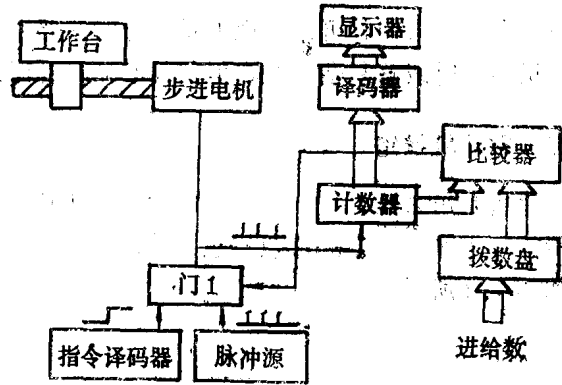 显示器
工作台
步进电机
译码器
比较器
计数器
拨数盘
门1
指令译码器
脉冲源
进给数